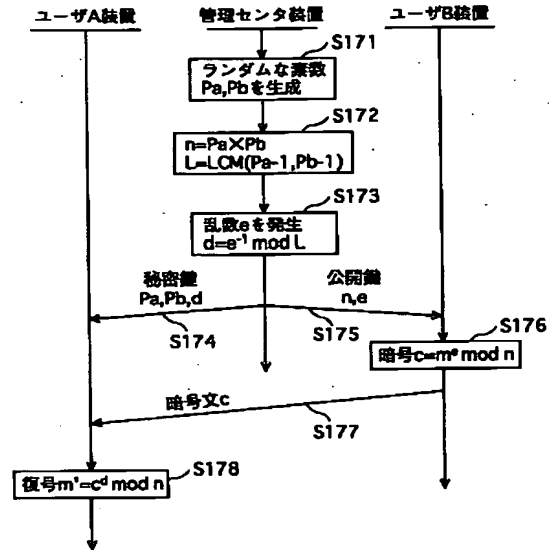 ユーザA装置
管理センタ装置
ユーザB装置
S171
ランダムな素数
Pa,Pbを生成
S172
n=Pa×Pb
L=LCM(Pa-1,Pb-1)
S173
乱数eを発生
d=e⁻¹ mod L
秘密鍵
Pa,Pb,d
公開鍵
n,e
S174
S175
S176
暗号c=mᵉ mod n
暗号文c
S177
S178
復号m'=cᵈ mod n